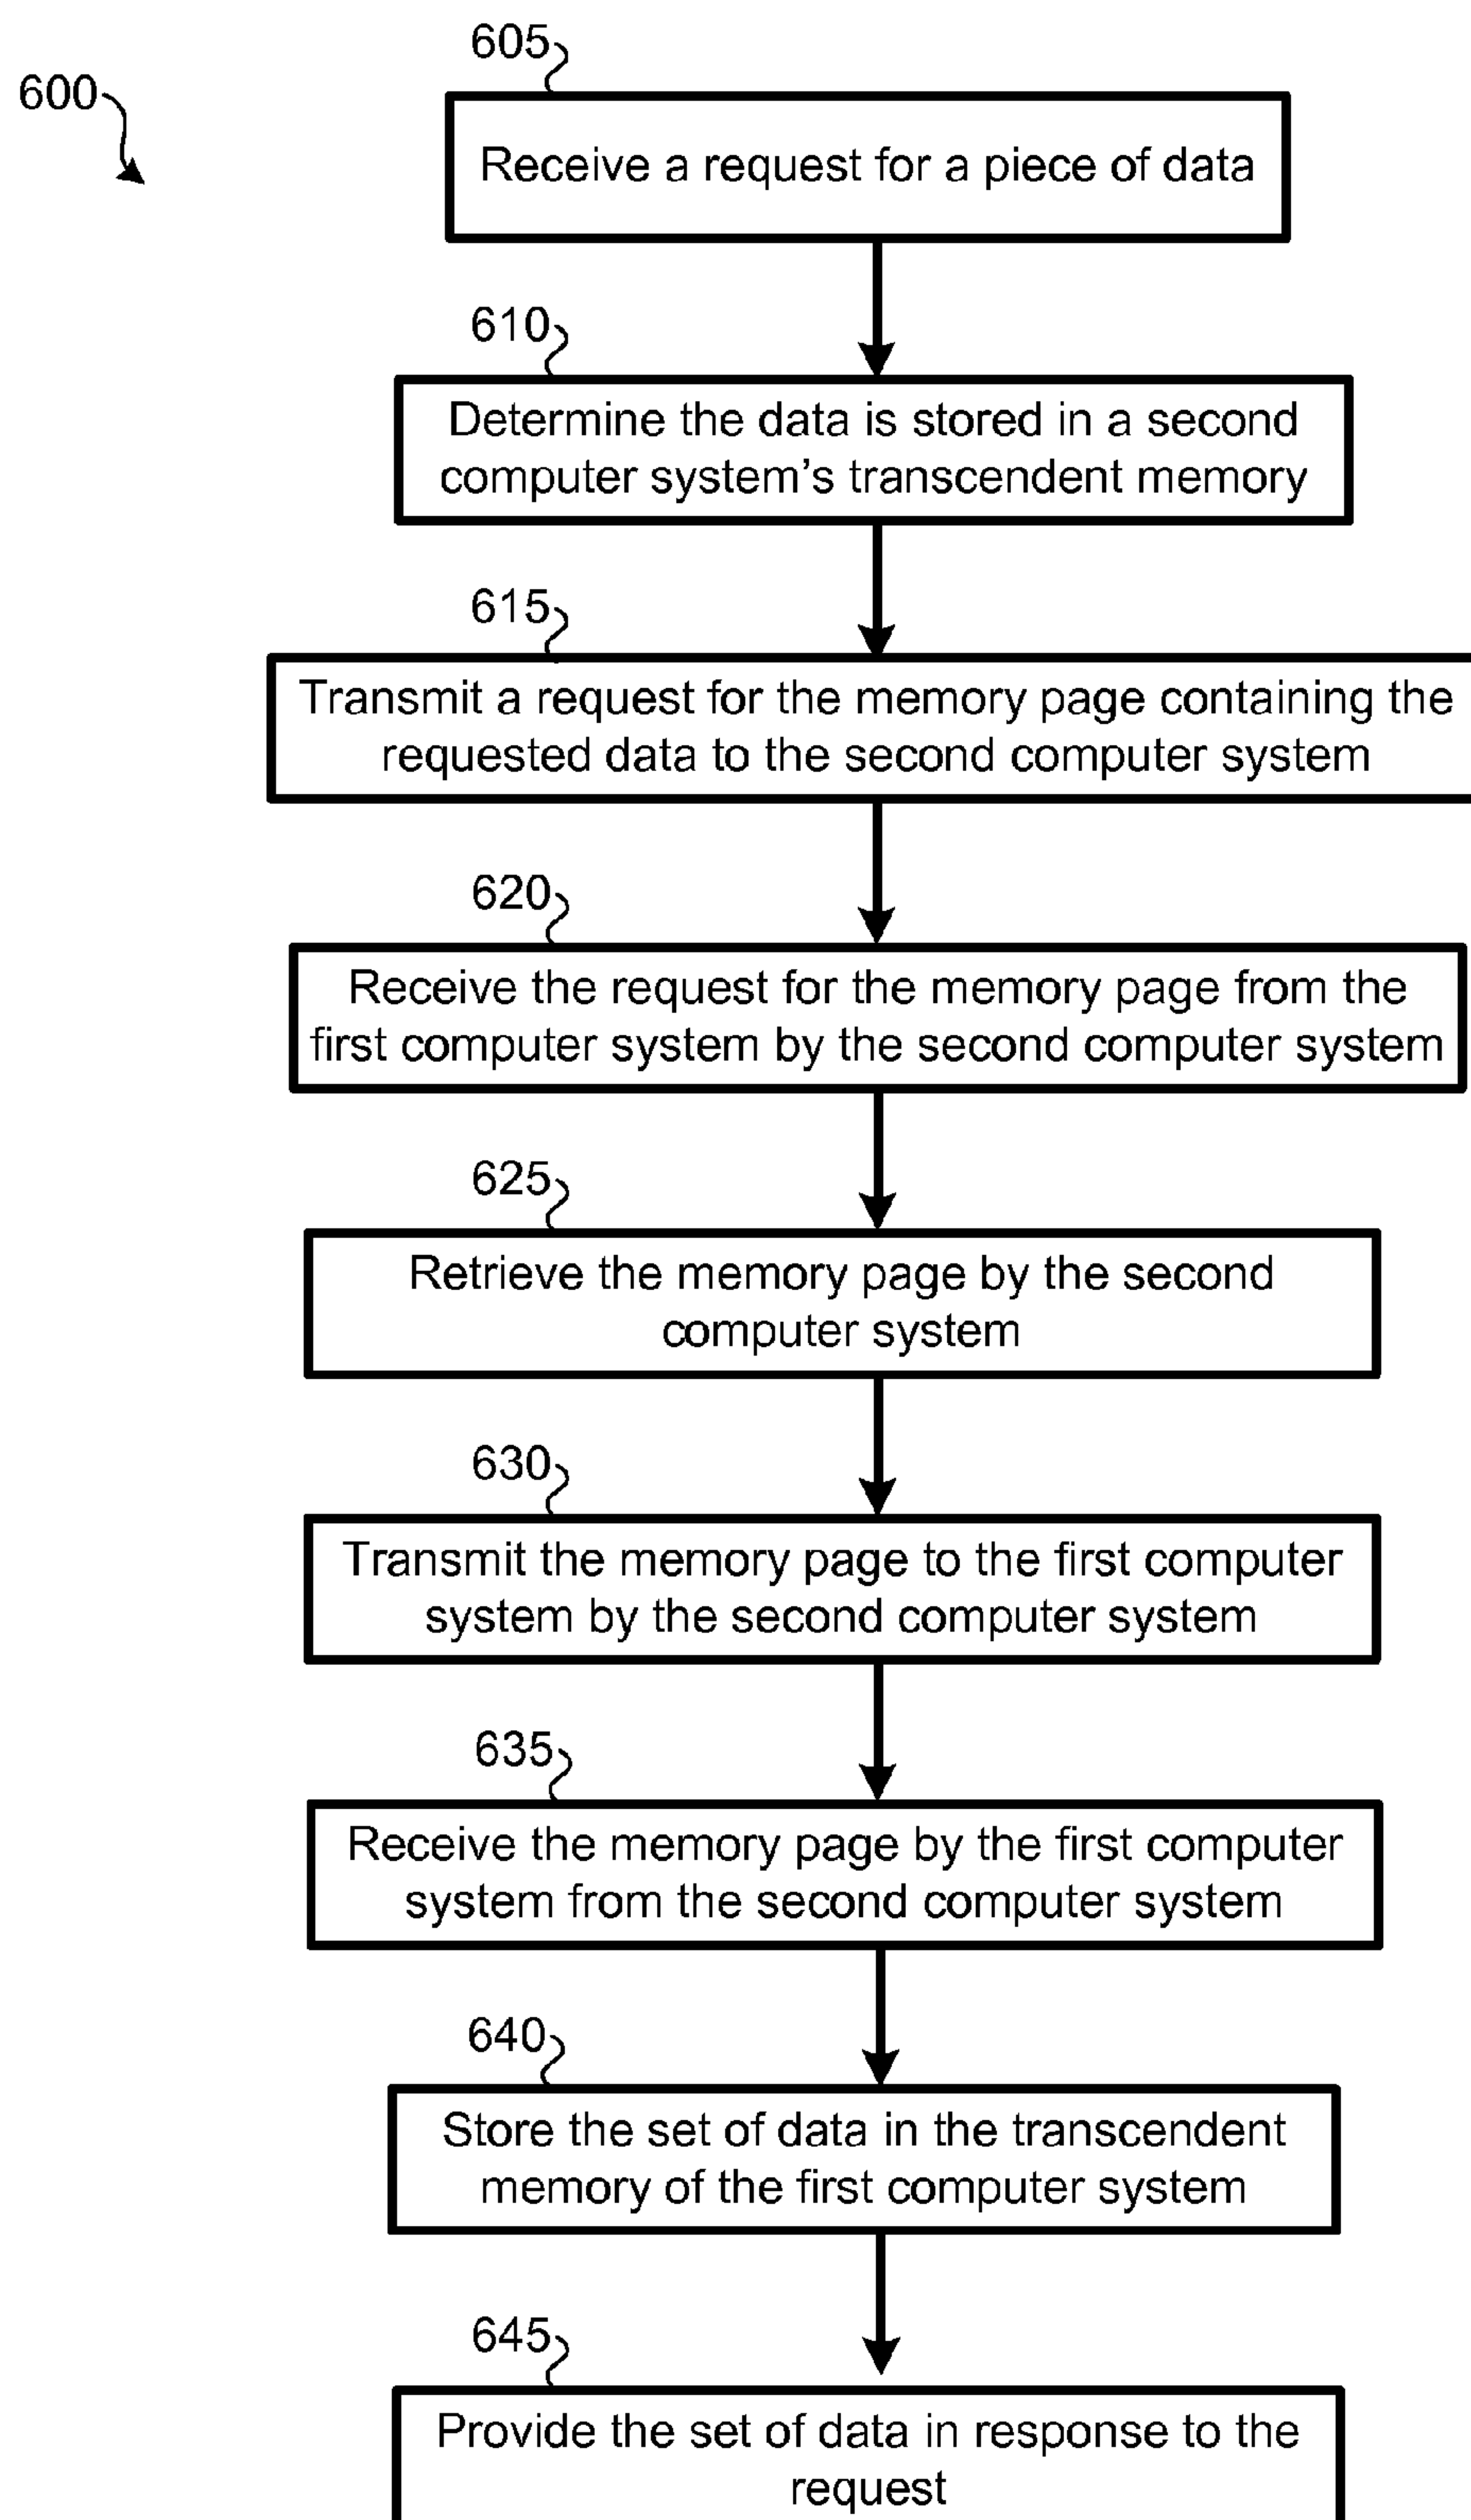 605
600
Receive a request for a piece of data
610
Determine the data is stored in a second
computer system's transcendent memory
615
Transmit a request for the memory page containing the
requested data to the second computer system
620
Receive the request for the memory page from the
first computer system by the second computer system
625
Retrieve the memory page by the second
computer system
630
Transmit the memory page to the first computer
system by the second computer system
635
Receive the memory page by the first computer
system from the second computer system
640
Store the set of data in the transcendent
memory of the first computer system
645
Provide the set of data in response to the
request